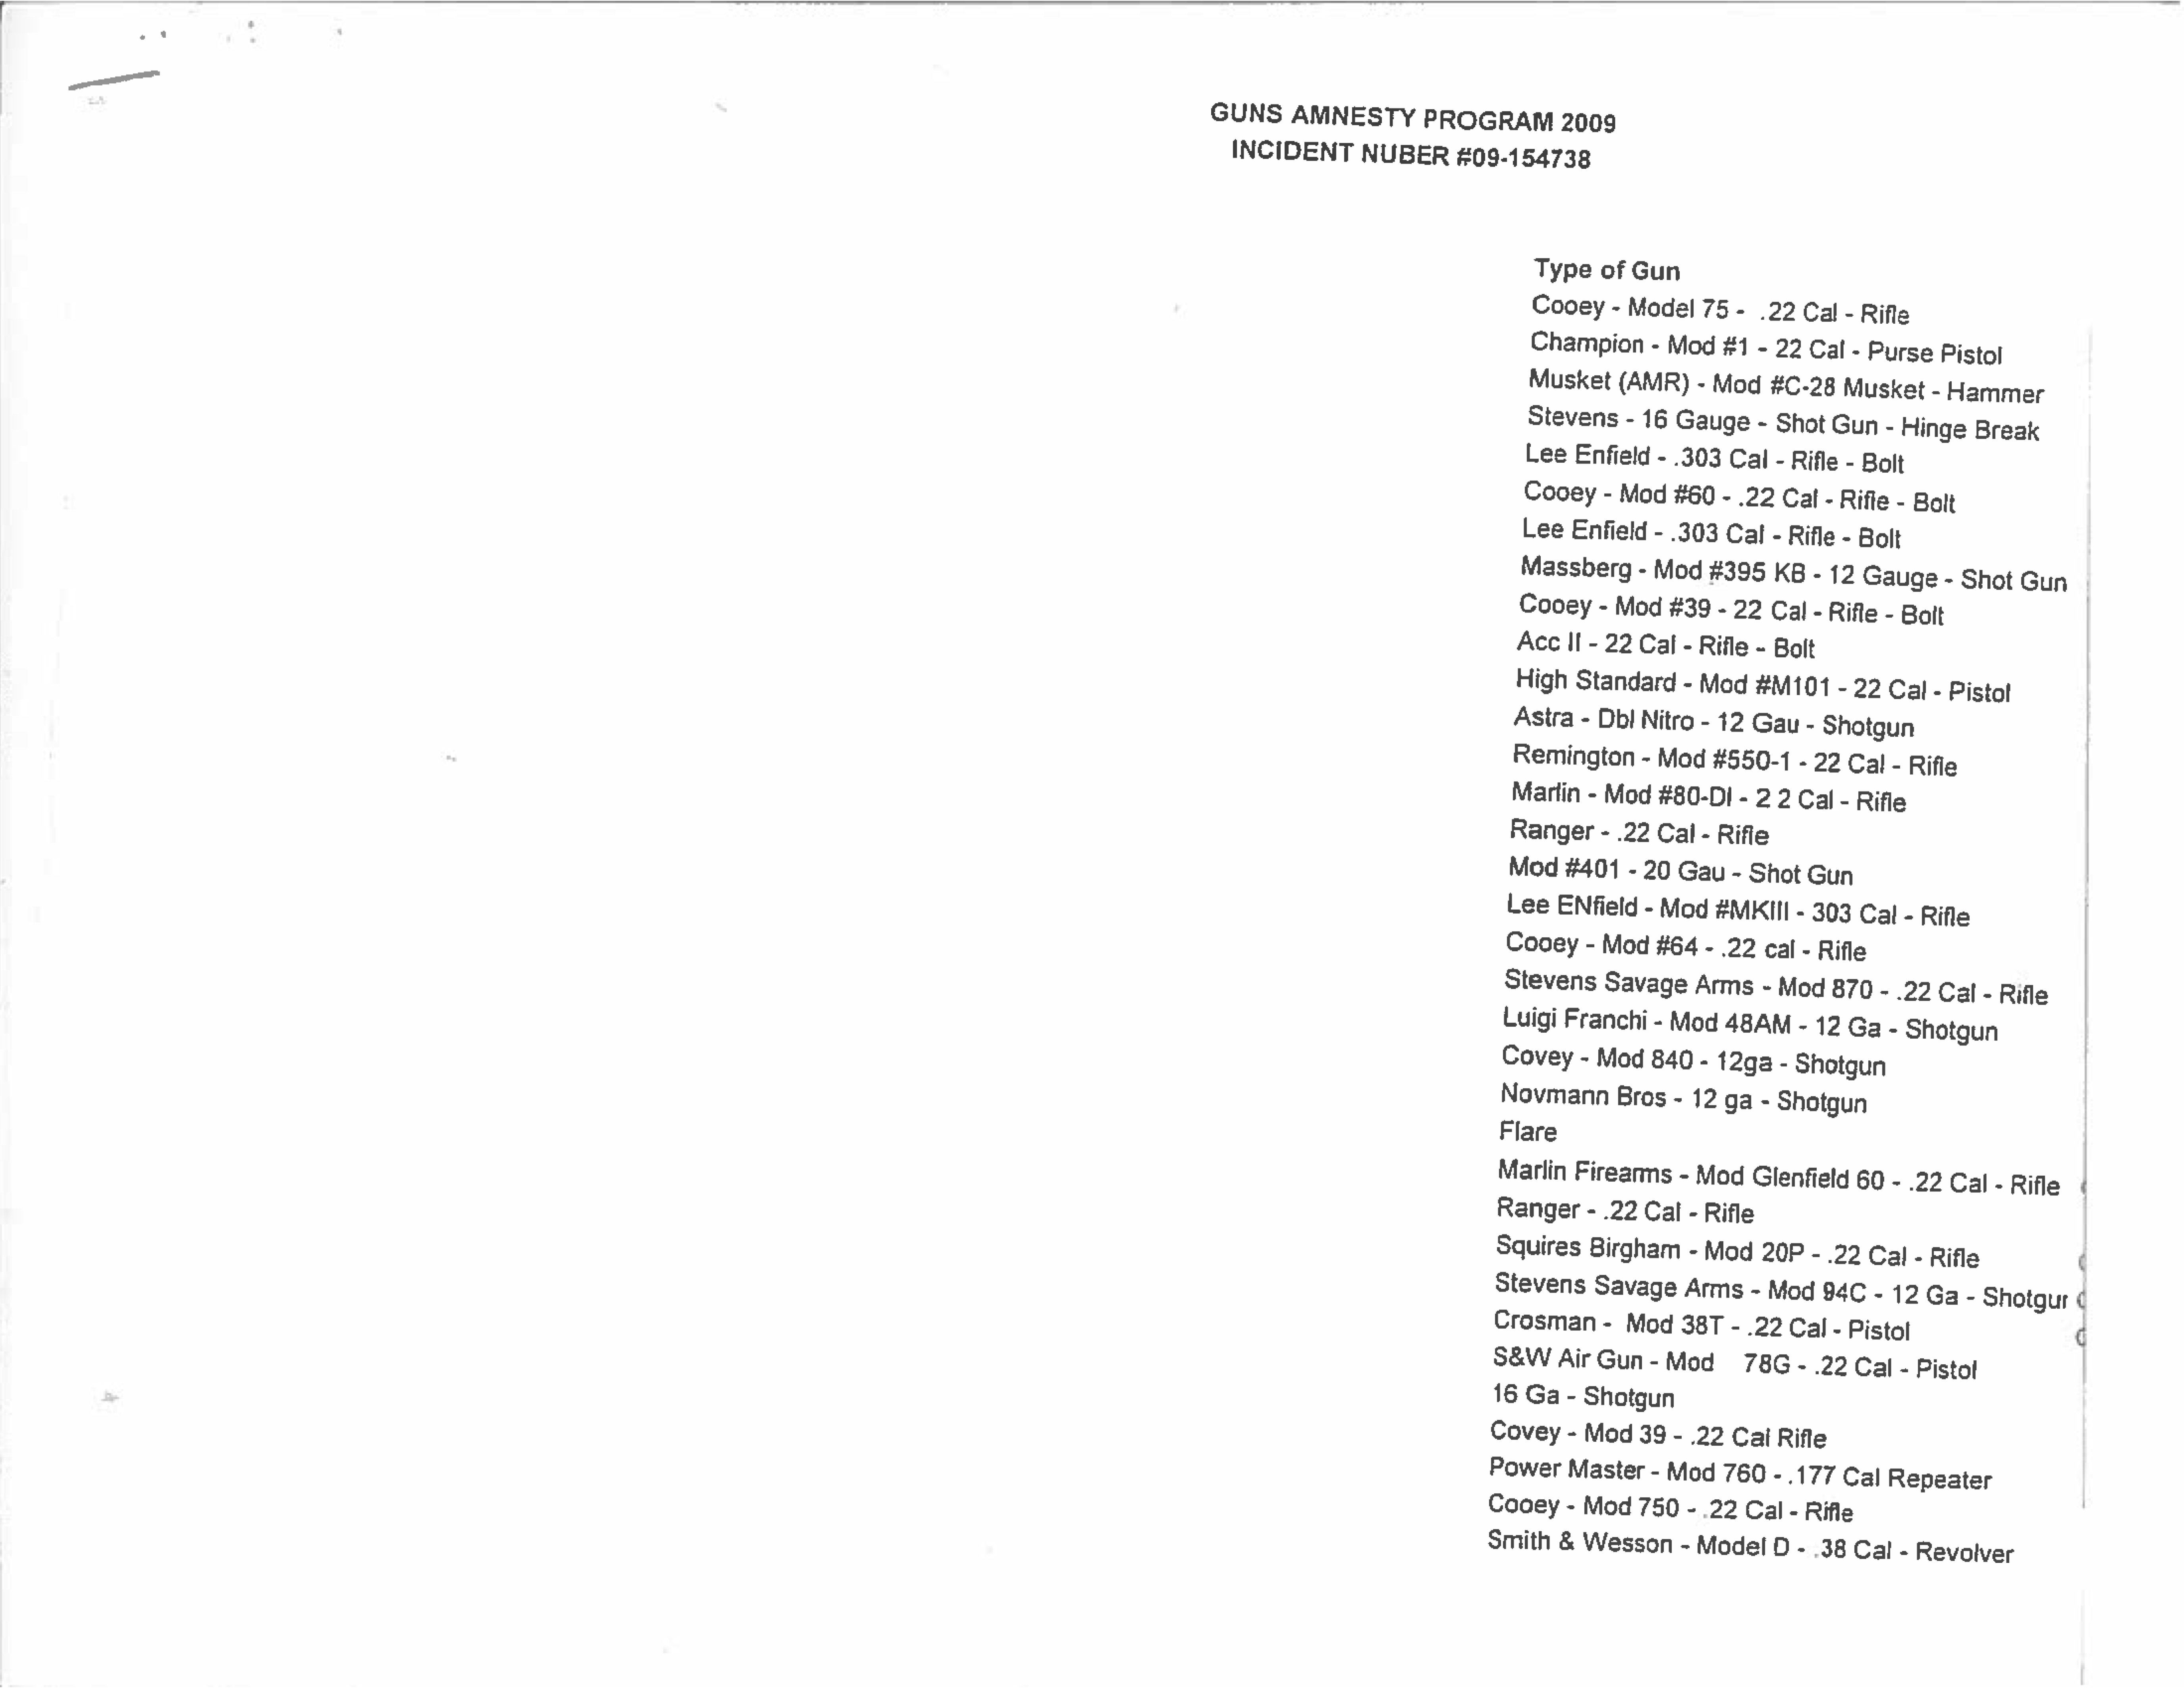 GUNS AMNESTY PROGRAM 2009
INCIDENT NUBER #09-154738
Type of Gun
Cooey - Model 75 - .22 Cal - Rifle
Champion - Mod #1 - 22 Cal - Purse Pistol
Musket (AMR) - Mod #C-28 Musket - Hammer
Stevens - 16 Gauge - Shot Gun - Hinge Break
Lee Enfield - .303 Cal - Rifle - Bolt
Cooey - Mod #60 - .22 Cal - Rifle - Bolt
Lee Enfield - .303 Cal - Rifle - Bolt
Massberg - Mod #395 KB - 12 Gauge - Shot Gun
Cooey - Mod #39 - 22 Cal - Rifle - Bolt
Acc II - 22 Cal - Rifle - Bolt
High Standard - Mod #M101 - 22 Cal - Pistol
Astra - Dbl Nitro - 12 Gau - Shotgun
Remington - Mod #550-1 - 22 Cal - Rifle
Marlin - Mod #80-DI - 2 2 Cal - Rifle
Ranger - .22 Cal - Rifle
Mod #401 - 20 Gau - Shot Gun
Lee ENfield - Mod #MKIII - 303 Cal - Rifle
Cooey - Mod #64 - .22 cal - Rifle
Stevens Savage Arms - Mod 870 - .22 Cal - Rifle
Luigi Franchi - Mod 48AM - 12 Ga - Shotgun
Covey - Mod 840 - 12ga - Shotgun
Novmann Bros - 12 ga - Shotgun
Flare
Marlin Firearms - Mod Glenfield 60 - .22 Cal - Rifle
Ranger - .22 Cal - Rifle
Squires Birgham - Mod 20P - .22 Cal - Rifle
Stevens Savage Arms - Mod 94C - 12 Ga - Shotgur
Crosman - Mod 38T - .22 Cal - Pistol
S&W Air Gun - Mod 78G - .22 Cal - Pistol
16 Ga - Shotgun
Covey - Mod 39 - .22 Cal Rifle
Power Master - Mod 760 - .177 Cal Repeater
Cooey - Mod 750 - .22 Cal - Rifle
Smith & Wesson - Model D - .38 Cal - Revolver